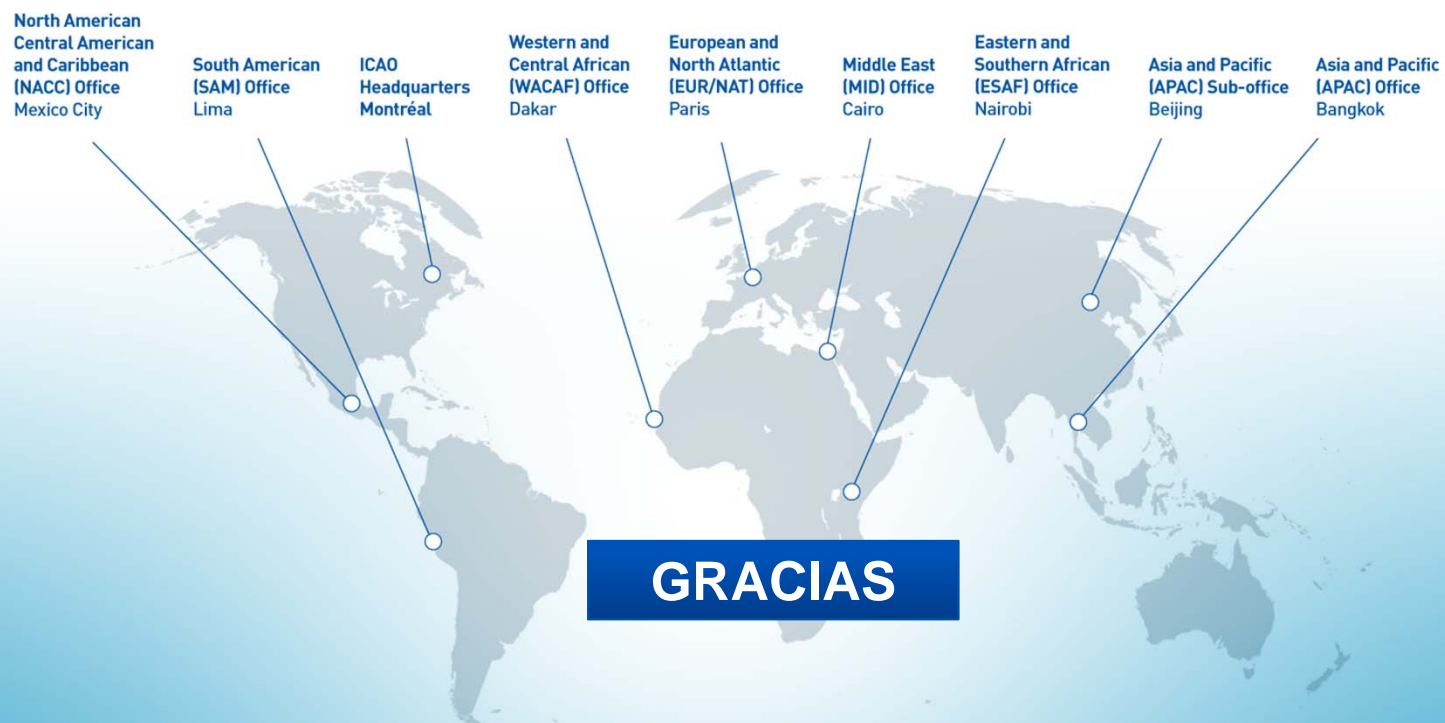 North American
Central American
and Caribbean
(NACC) Office
Mexico City
South American
(SAM) Office
Lima
ICAO
Headquarters
Montréal
Western and
Central African
(WACAF) Office
Dakar
European and
North Atlantic
(EUR/NAT) Office
Paris
Middle East
(MID) Office
Cairo
Eastern and
Southern African
(ESAF) Office
Nairobi
Asia and Pacific
(APAC) Sub-office
Beijing
Asia and Pacific
(APAC) Office
Bangkok
GRACIAS